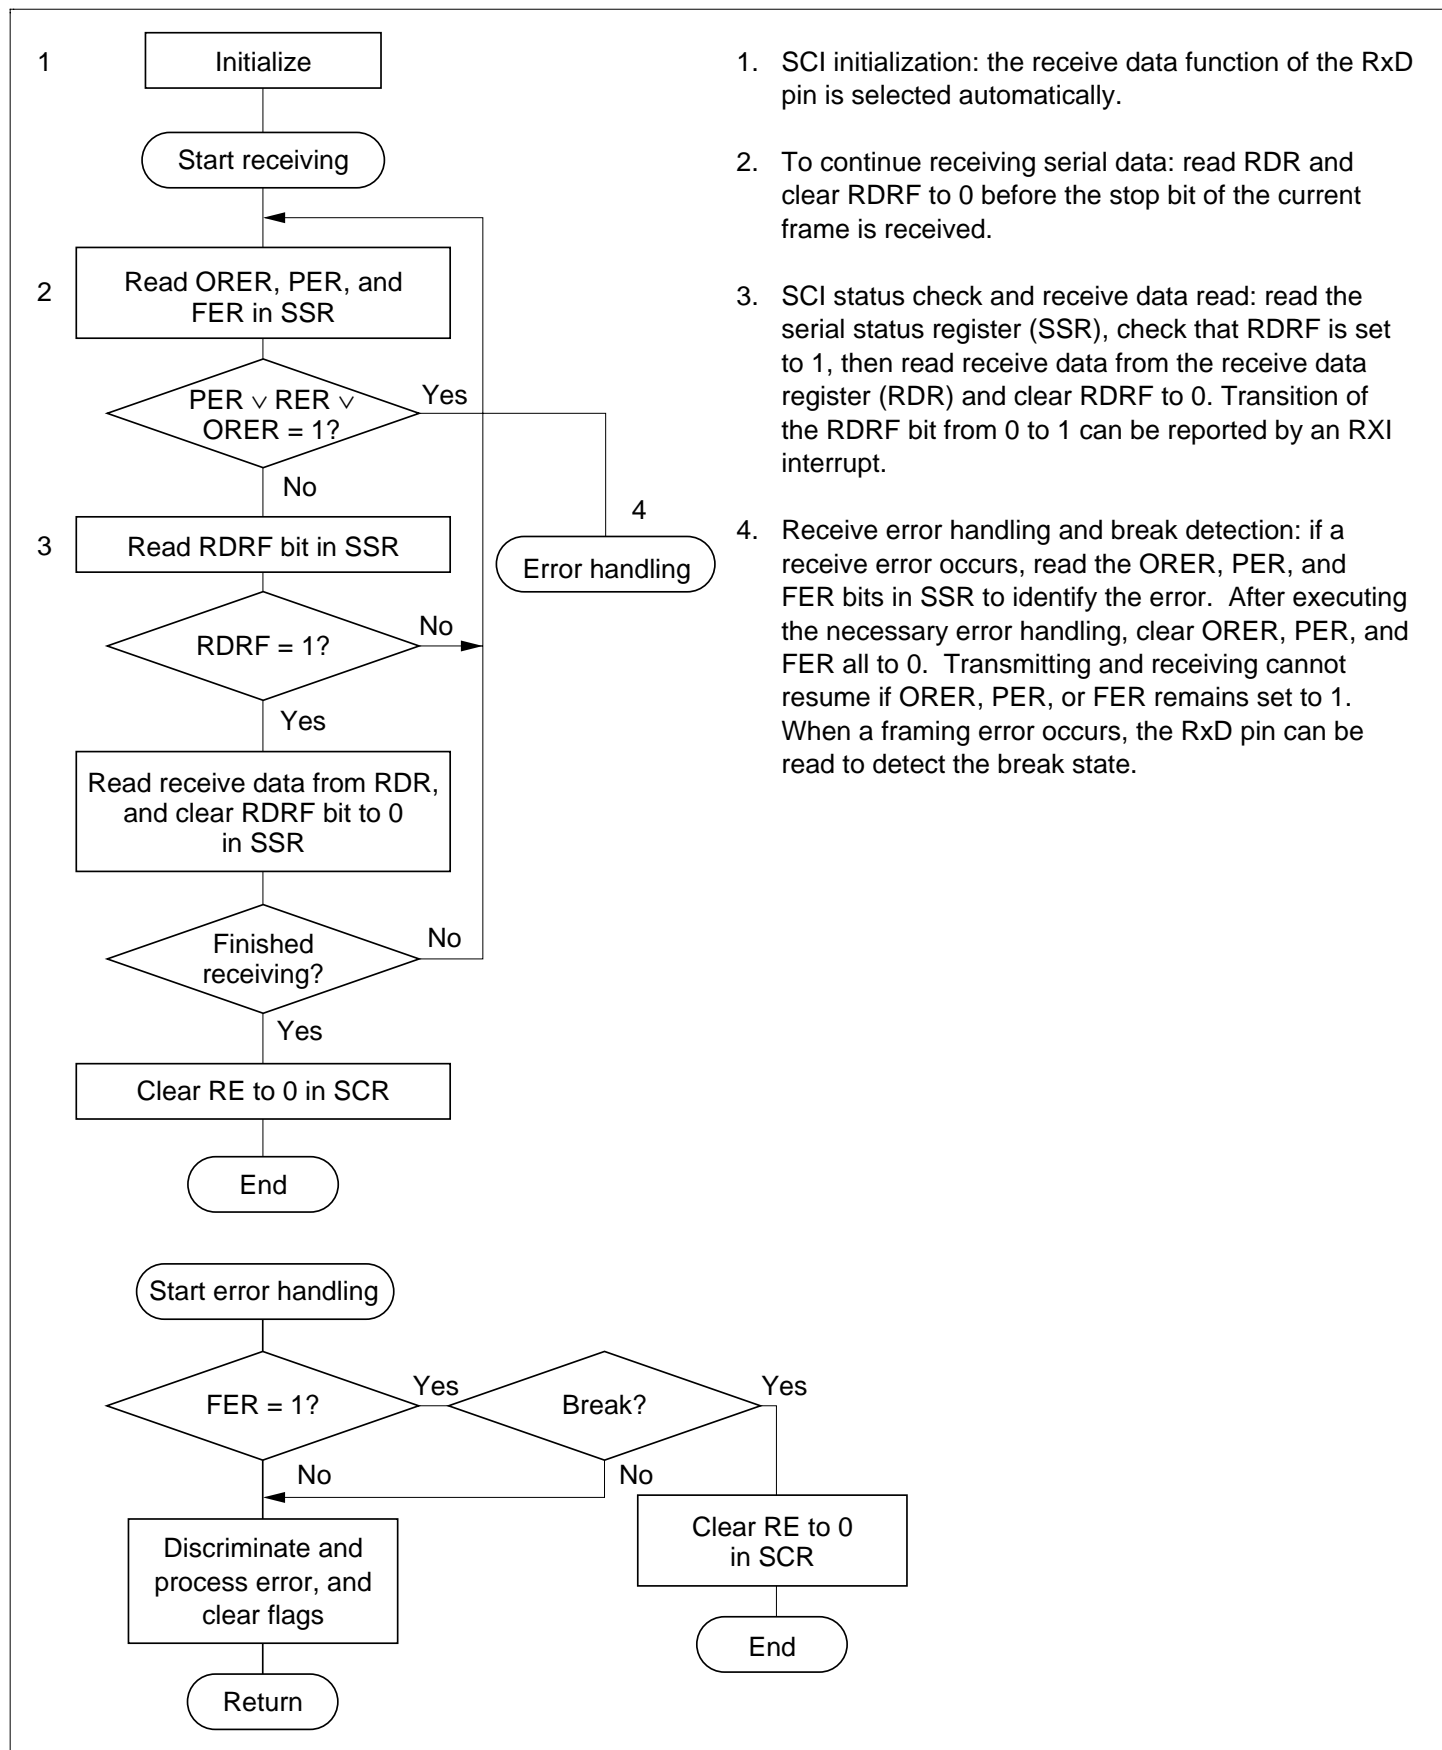 1
Initialize
Start receiving
2
Read ORER, PER, and
FER in SSR
PER ∨ RER ∨
ORER = 1?
Yes
No
4
Error handling
3
Read RDRF bit in SSR
RDRF = 1?
No
Yes
Read receive data from RDR,
and clear RDRF bit to 0
in SSR
Finished
receiving?
No
Yes
Clear RE to 0 in SCR
End
1. SCI initialization: the receive data function of the RxD
pin is selected automatically.
2. To continue receiving serial data: read RDR and
clear RDRF to 0 before the stop bit of the current
frame is received.
3. SCI status check and receive data read: read the
serial status register (SSR), check that RDRF is set
to 1, then read receive data from the receive data
register (RDR) and clear RDRF to 0. Transition of
the RDRF bit from 0 to 1 can be reported by an RXI
interrupt.
4. Receive error handling and break detection: if a
receive error occurs, read the ORER, PER, and
FER bits in SSR to identify the error.  After executing
the necessary error handling, clear ORER, PER, and
FER all to 0.  Transmitting and receiving cannot
resume if ORER, PER, or FER remains set to 1.
When a framing error occurs, the RxD pin can be
read to detect the break state.
Start error handling
FER = 1?
Yes
Break?
Yes
No
No
Clear RE to 0
in SCR
Discriminate and
process error, and
clear flags
End
Return